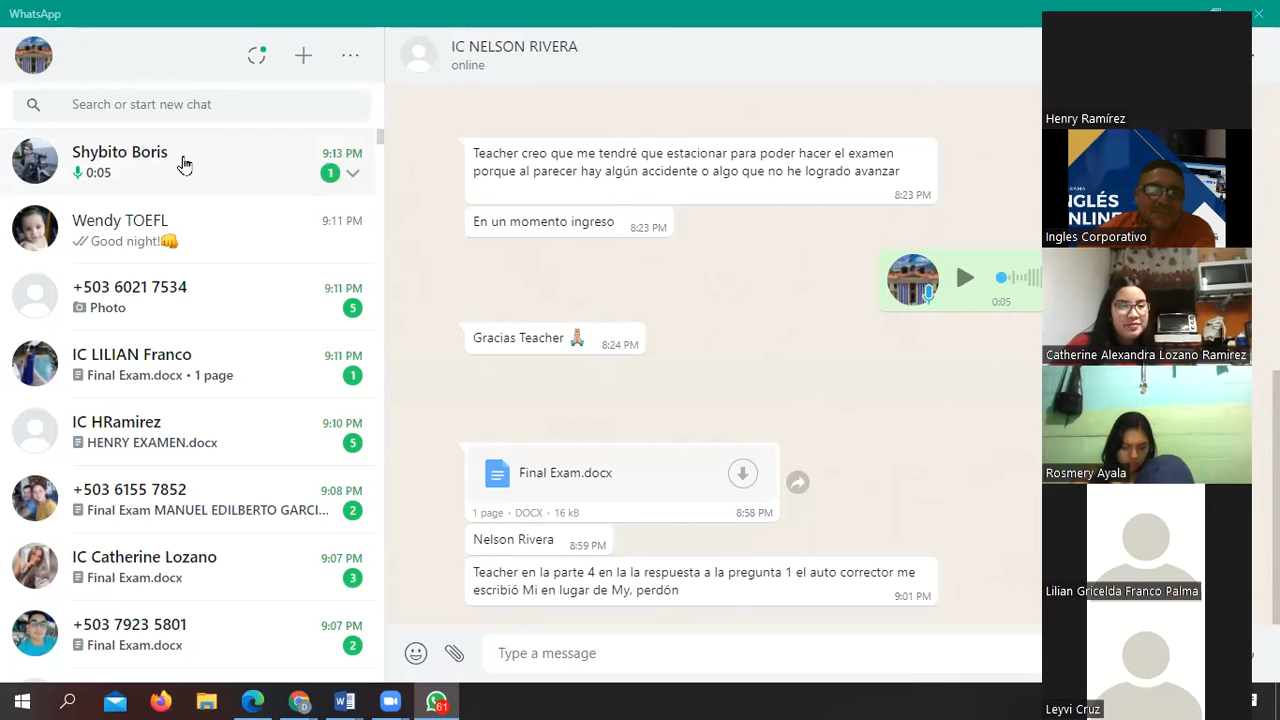 WhatsApp
Search or start new chat
Shybito Boris
9:13 PM
0:05
1
Wendy TOEFL
9:11 PM
Good night!👊
+503 6021 7534
9:11 PM
Photo
5
IC LILIAN Franco
9:11 PM
Final Exam.docx • 1 page
1
IC HRamirez
9:10 PM
HENRY EXAMEN.docx
5
+503 6155 7852
9:08 PM
Final Exam MANUEL EDILBERTO GARCI...
2
IC Catherine Lozano
9:07 PM
Final Exam.docx
3
+503 7923 5801
9:07 PM
Final Exam.docx
2
IC NELSON RIVERA
online
Teacher creo que me tendré que estacionar para poder hacer el examen
porque al parecer hay algún accidente o algo que no he logrado avanzar
8:23 PM
En un momento ingreso
8:23 PM
0:05
Gracias Teacher 🙏🏼
8:24 PM
Final Exam.docx
1 page • DOCX • 16 kB
8:58 PM
Nelson Rivera
8:59 PM
Teacher en la parte 4 en la la respuesta a la pregunta 1 el auto corrector me
escribió Mi en lugar de My, perdón
9:01 PM
Type a message
Henry Ramírez
INGLÉS
ONLINE
Ingles Corporativo
Catherine Alexandra Lozano Ramirez
Rosmery Ayala
Lilian Gricelda Franco Palma
Leyvi Cruz
61